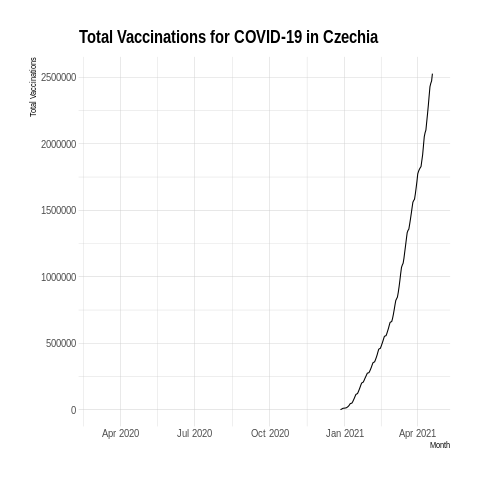 Total Vaccinations for COVID-19 in Czechia
Total Vaccinations
2500000
2000000
1500000
1000000
500000
0
Apr 2020 Jul 2020 Oct 2020 Jan 2021 Apr 2021
Month